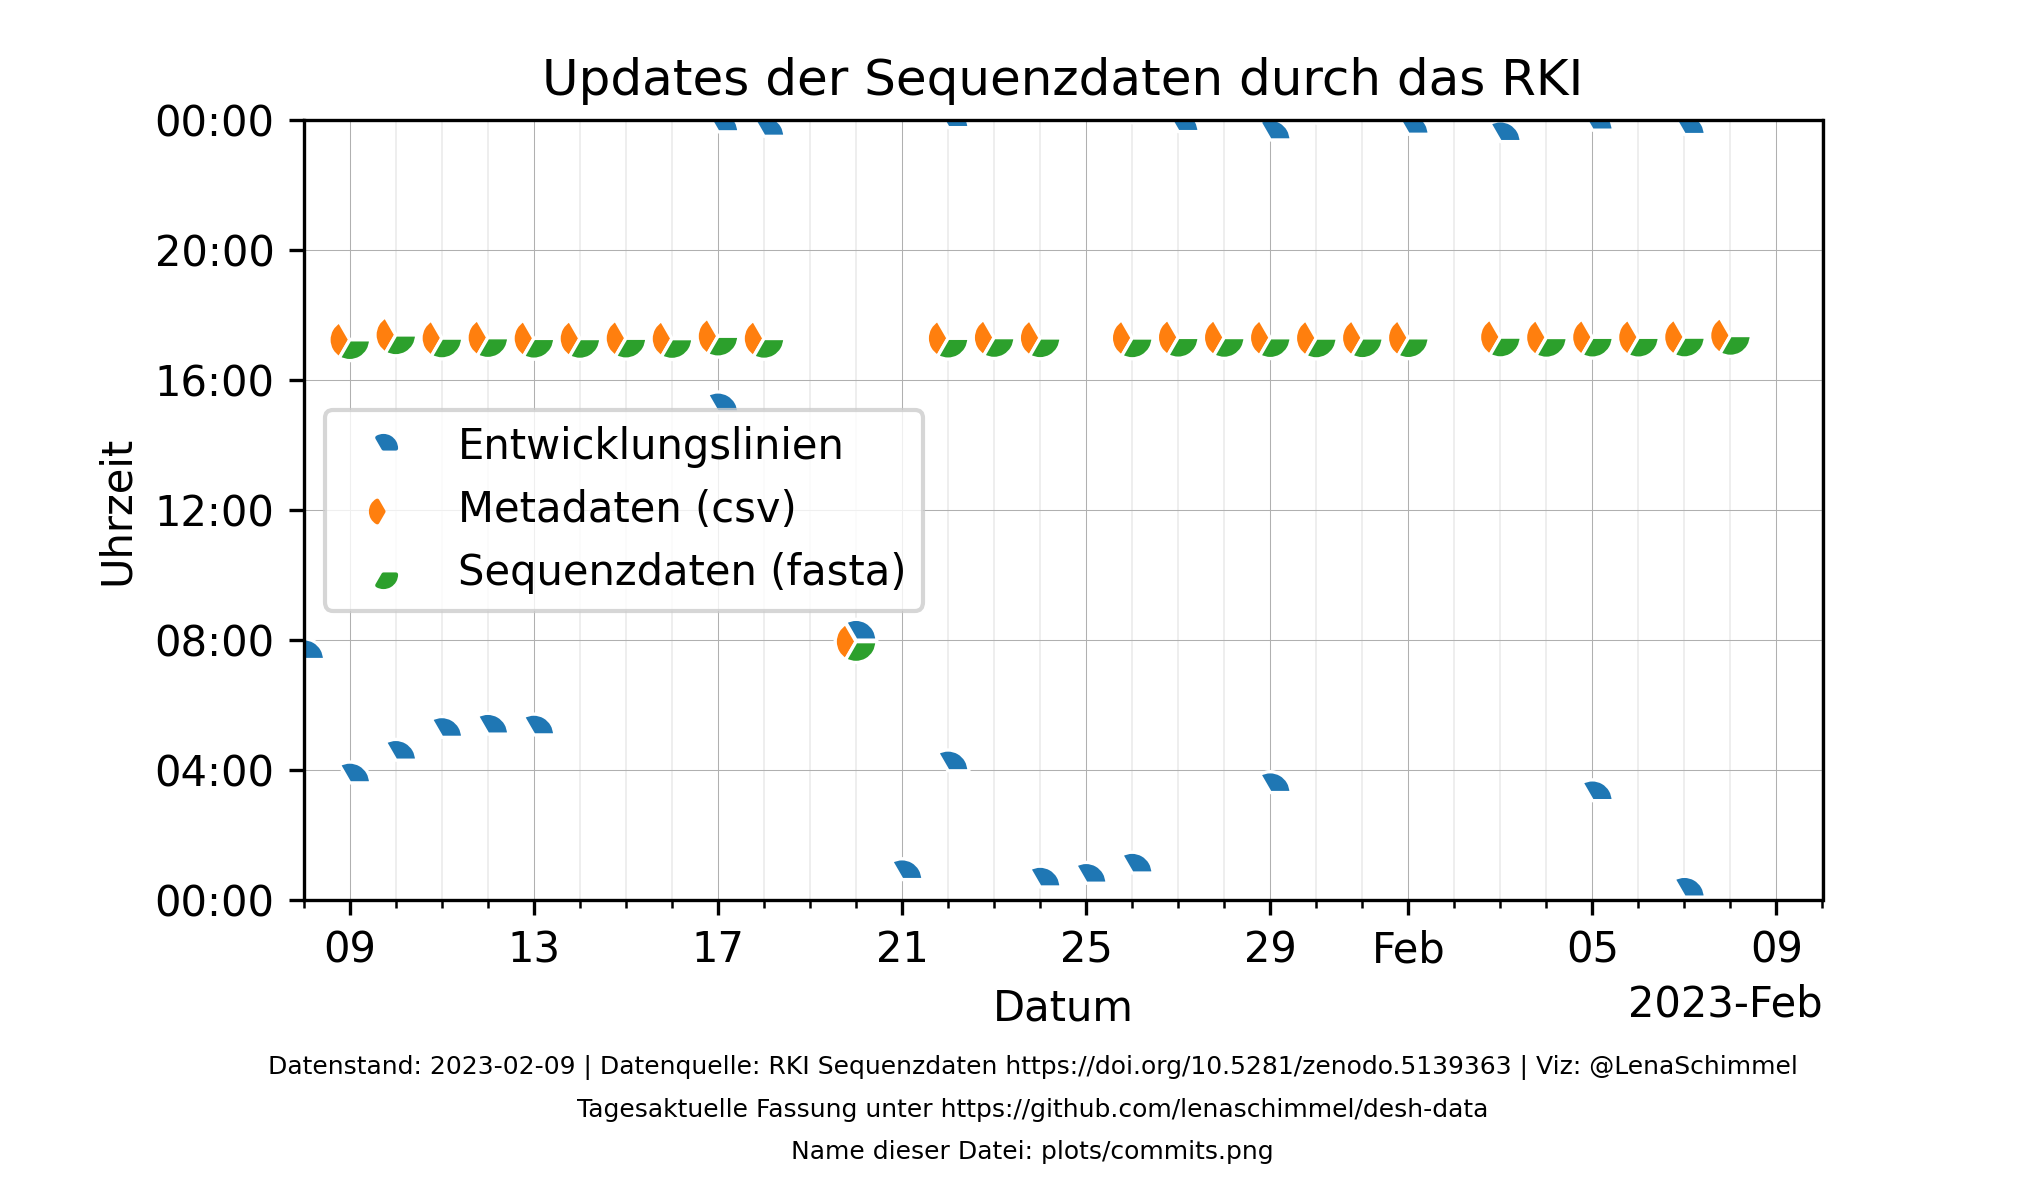 Updates der Sequenzdaten durch das RKI
00:00
20:00
16:00
12:00
08:00
04:00
00:00
Uhrzeit
Entwicklungslinien
Metadaten (csv)
Sequenzdaten (fasta)
09 13 17 21 25 29 Feb 05 09
Datum
2023-Feb
Datenstand: 2023-02-09 | Datenquelle: RKI Sequenzdaten https://doi.org/10.5281/zenodo.5139363 | Viz: @LenaSchimmel
Tagesaktuelle Fassung unter https://github.com/lenaschimmel/desh-data
Name dieser Datei: plots/commits.png